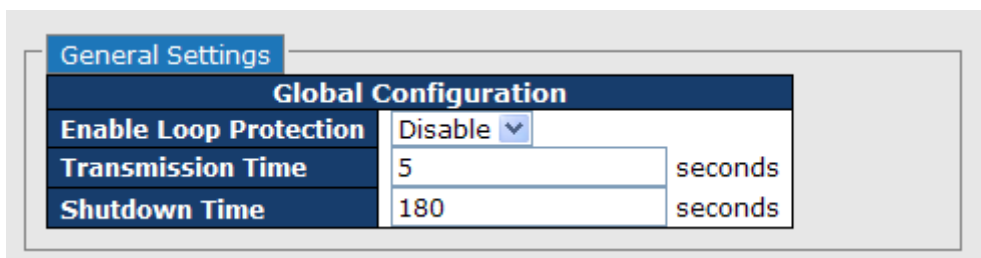 General Settings
Global Configuration
Enable Loop Protection Disable
Transmission Time 5 seconds
Shutdown Time 180 seconds